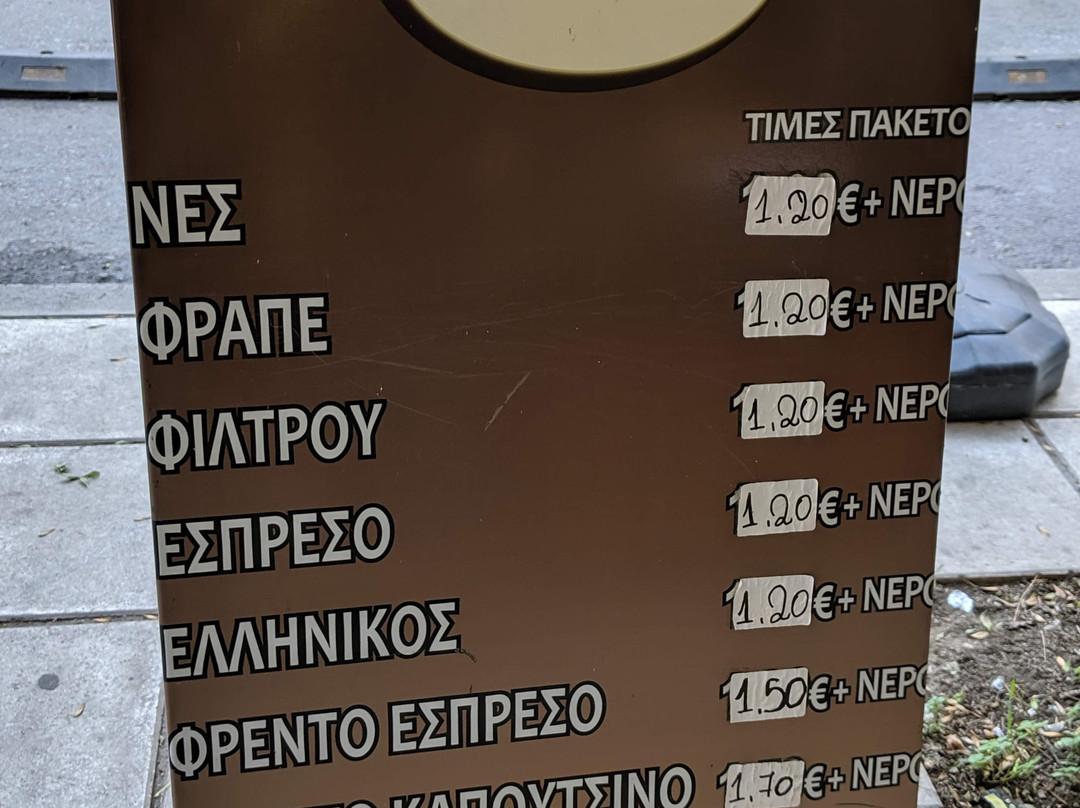 ΤΙΜΕΣ ΠΑΚΕΤΟ
ΝΕΣ 1.20€+ ΝΕΡΟ
ΦΡΑΠΕ 1.20€+ ΝΕΡΟ
ΦΙΛΤΡΟΥ 1.20€+ ΝΕΡΟ
ΕΣΠΡΕΣΟ 1.20€+ ΝΕΡΟ
ΕΛΛΗΝΙΚΟΣ 1.20€+ ΝΕΡΟ
ΦΡΕΝΤΟ ΕΣΠΡΕΣΟ 1.50€+ ΝΕΡΟ
ΚΑΠΟΥΤΣΙΝΟ 1.70€+ ΝΕΡΟ